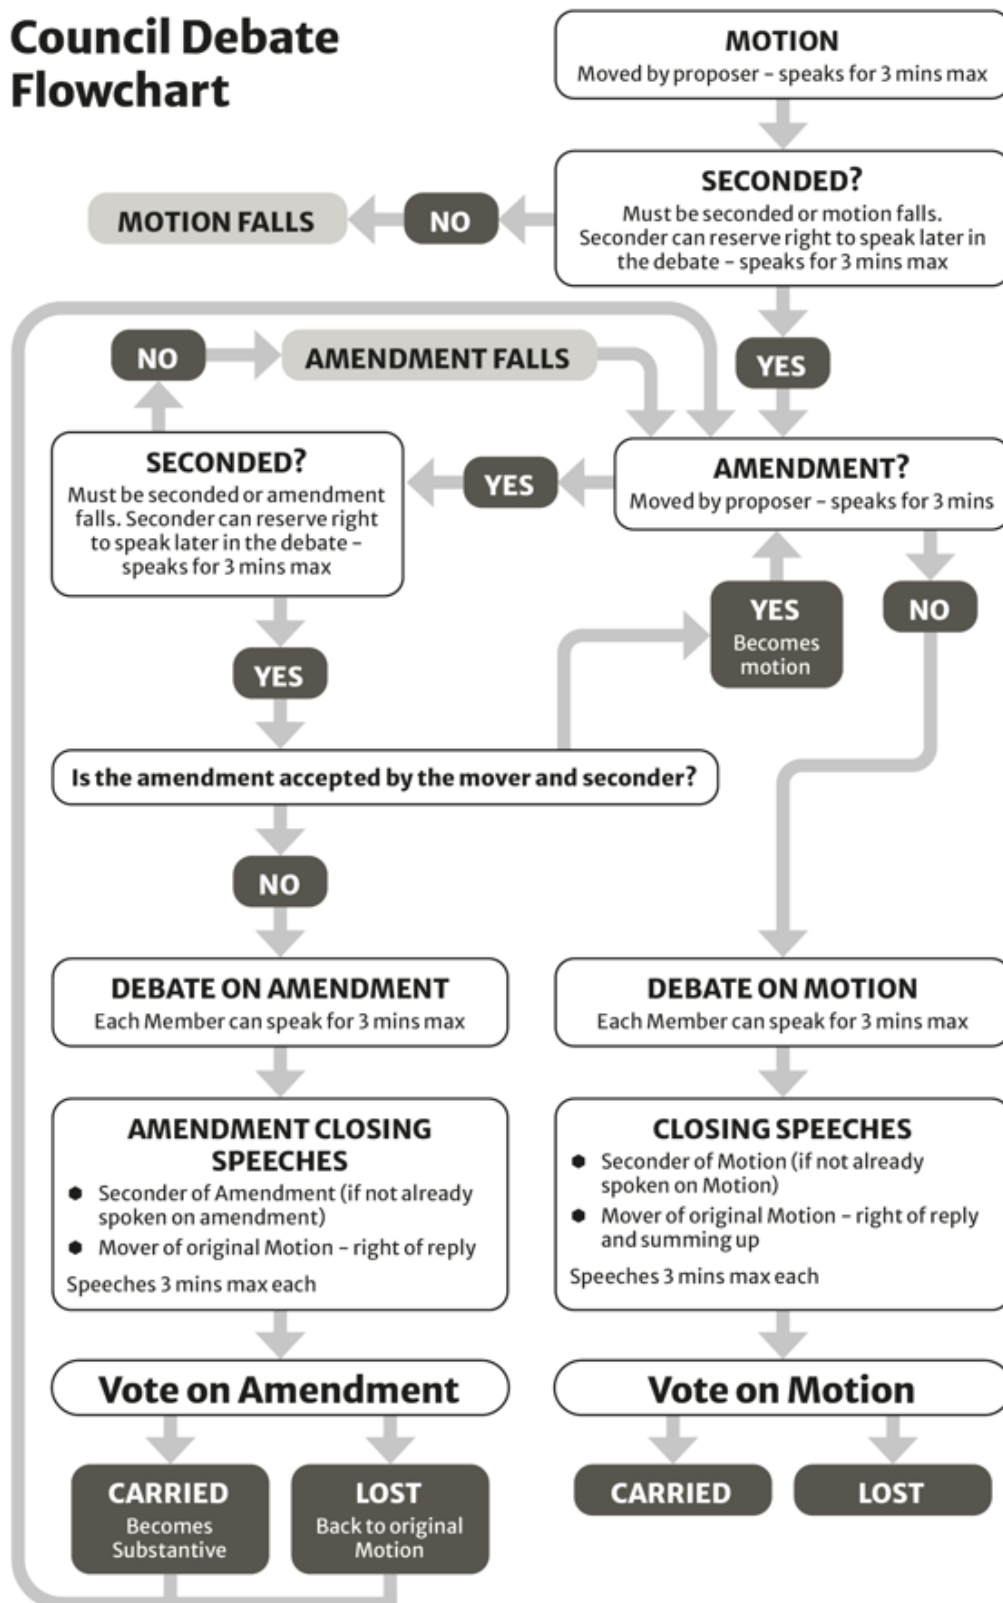 Council Debate
Flowchart
MOTION
Moved by proposer – speaks for 3 mins max
SECONDED?
Must be seconded or motion falls.
Seconder can reserve right to speak later in
the debate – speaks for 3 mins max
NO
MOTION FALLS
YES
NO
AMENDMENT FALLS
AMENDMENT?
Moved by proposer – speaks for 3 mins
YES
SECONDED?
Must be seconded or amendment
falls. Seconder can reserve right
to speak later in the debate –
speaks for 3 mins max
YES
Becomes
motion
NO
YES
Is the amendment accepted by the mover and seconder?
NO
DEBATE ON AMENDMENT
Each Member can speak for 3 mins max
AMENDMENT CLOSING
SPEECHES
Seconder of Amendment (if not already
spoken on amendment)
Mover of original Motion – right of reply
Speeches 3 mins max each
Vote on Amendment
CARRIED
Becomes
Substantive
LOST
Back to original
Motion
DEBATE ON MOTION
Each Member can speak for 3 mins max
CLOSING SPEECHES
Seconder of Motion (if not already
spoken on Motion)
Mover of original Motion – right of reply
and summing up
Speeches 3 mins max each
Vote on Motion
CARRIED
LOST